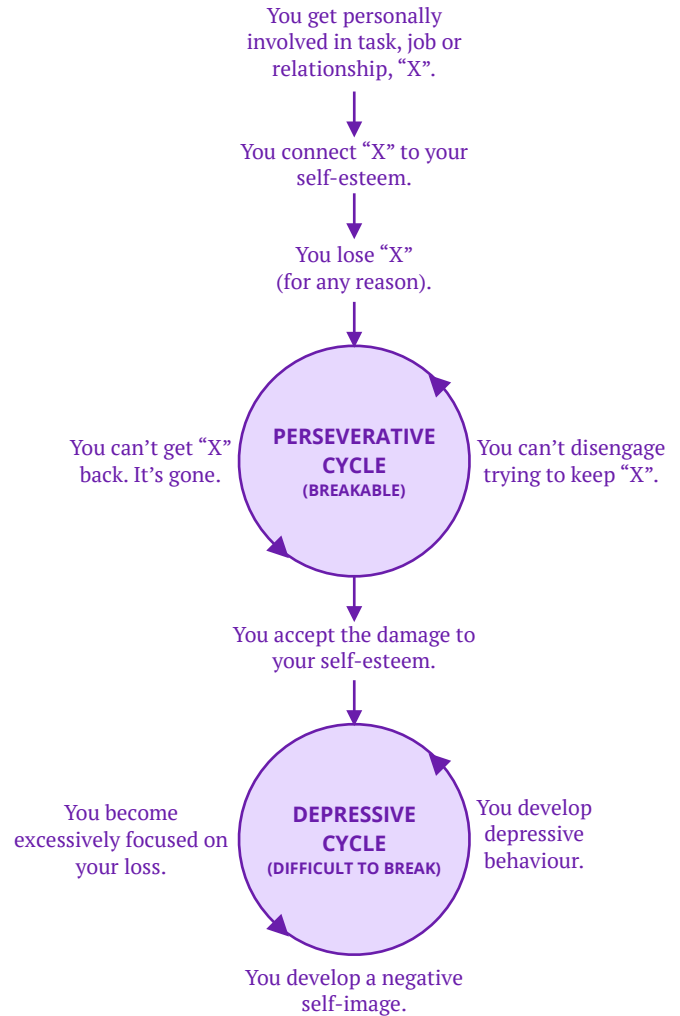 You get personally
involved in task, job or
relationship, “X”.
You connect “X” to your
self-esteem.
You lose “X”
(for any reason).
PERSEVERATIVE
CYCLE
(BREAKABLE)
You can’t get “X”
back. It’s gone.
You can’t disengage
trying to keep “X”.
You accept the damage to
your self-esteem.
DEPRESSIVE
CYCLE
(DIFFICULT TO BREAK)
You become
excessively focused on
your loss.
You develop
depressive
behaviour.
You develop a negative
self-image.